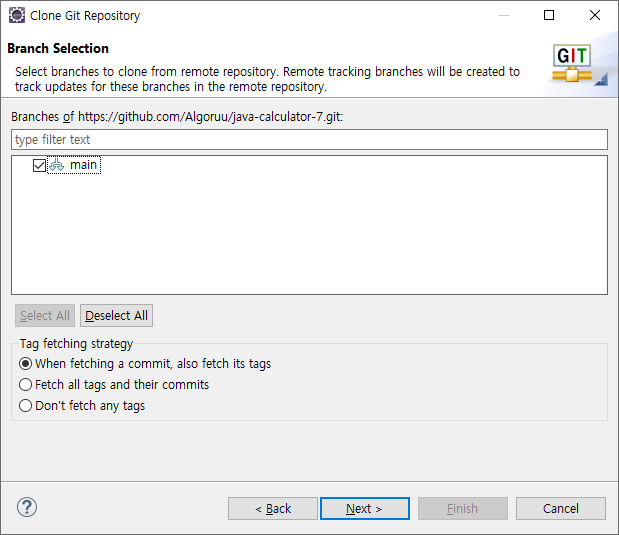 Clone Git Repository
Branch Selection
Select branches to clone from remote repository. Remote tracking branches will be created to
track updates for these branches in the remote repository.
GIT
Branches of https://github.com/Algoruu/java-calculator-7.git:
type filter text
main
Select All
Deselect All
Tag fetching strategy
When fetching a commit, also fetch its tags
Fetch all tags and their commits
Don't fetch any tags
?
< Back
Next >
Finish
Cancel